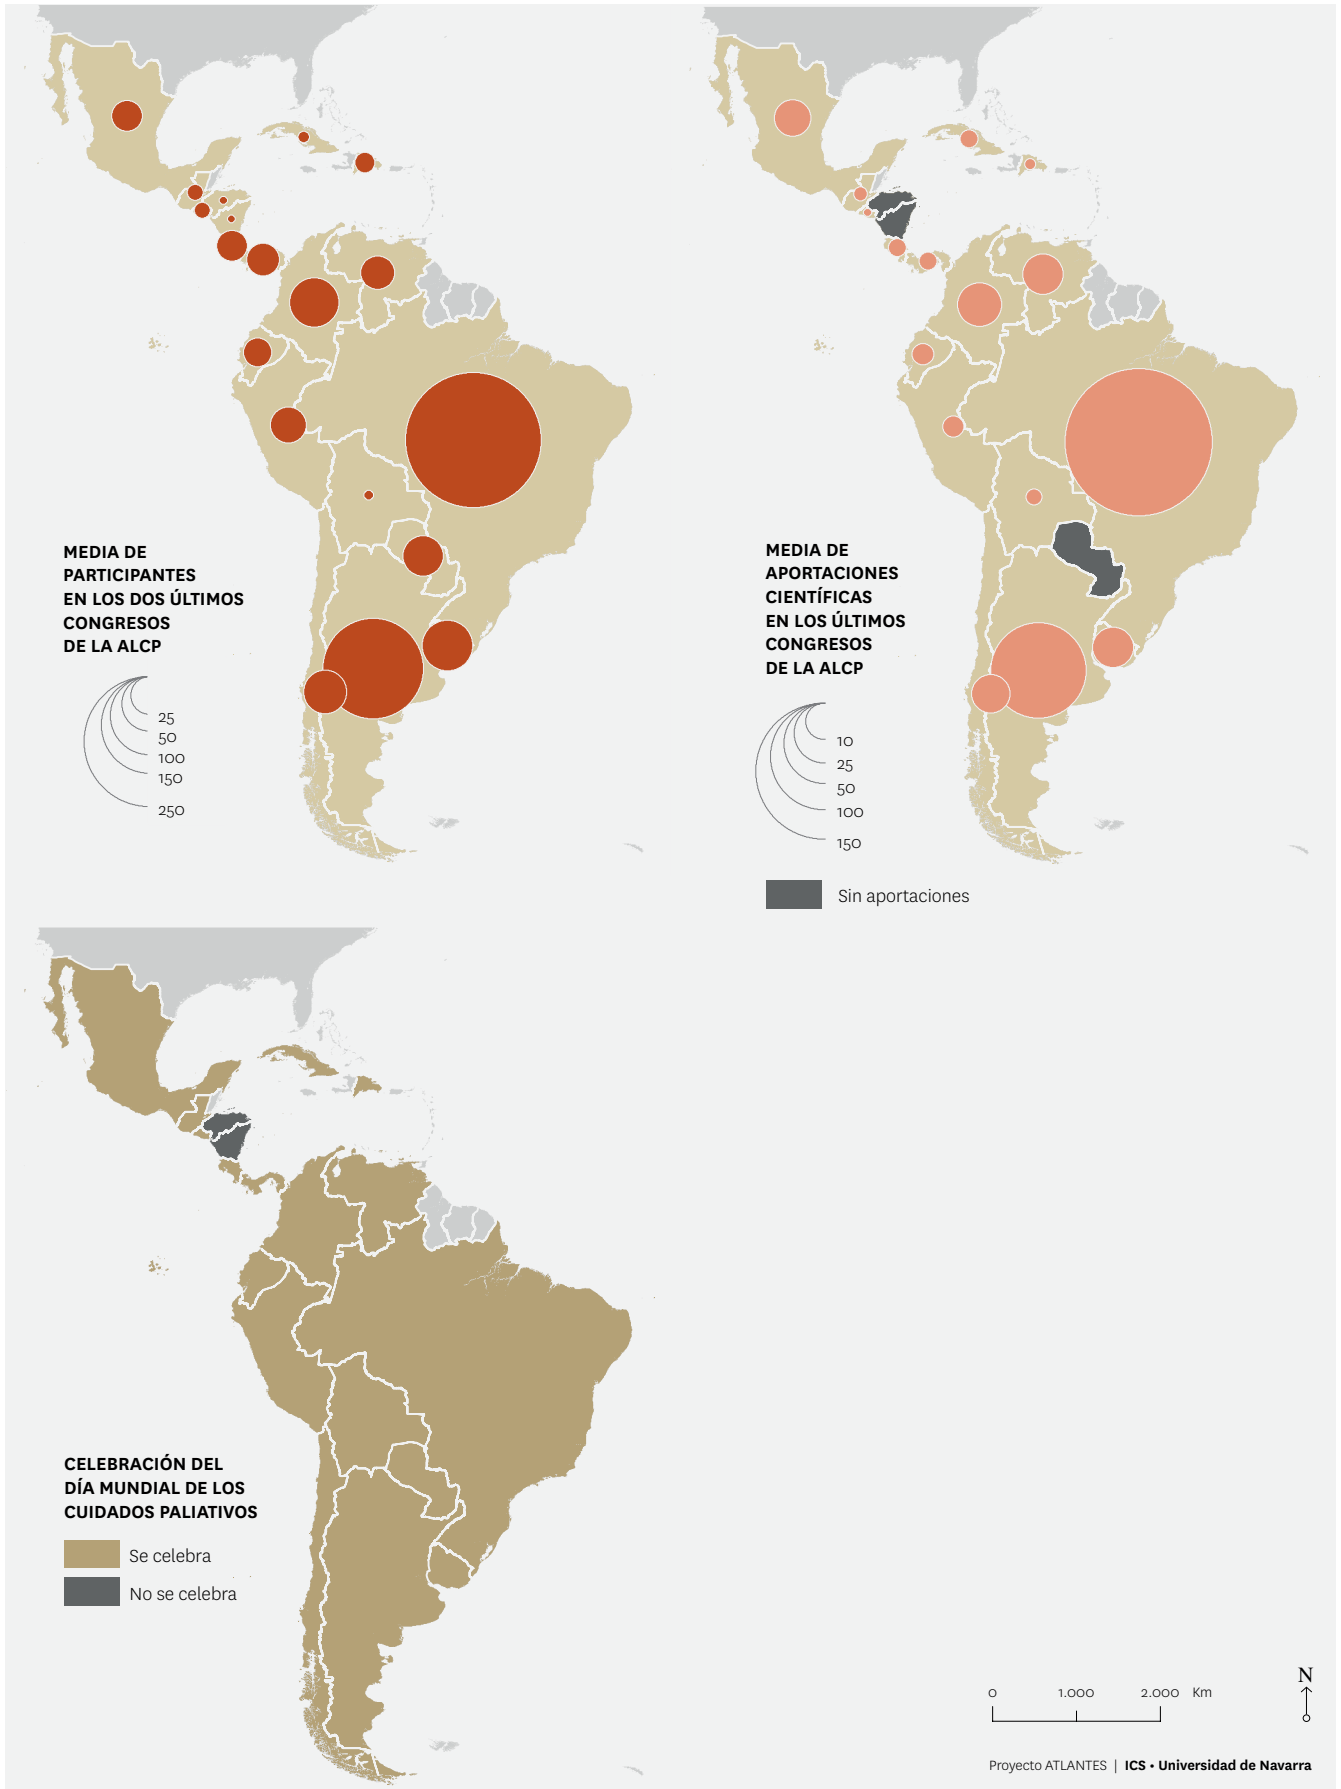 MEDIA DE
PARTICIPANTES
EN LOS DOS ÚLTIMOS
CONGRESOS
DE LA ALCP
25
50
100
150
250
MEDIA DE
APORTACIONES
CIENTÍFICAS
EN LOS ÚLTIMOS
CONGRESOS
DE LA ALCP
10
25
50
100
150
Sin aportaciones
CELEBRACIÓN DEL
DÍA MUNDIAL DE LOS
CUIDADOS PALIATIVOS
Se celebra
No se celebra
N
0 1.000 2.000 Km
Proyecto ATLANTES | ICS • Universidad de Navarra